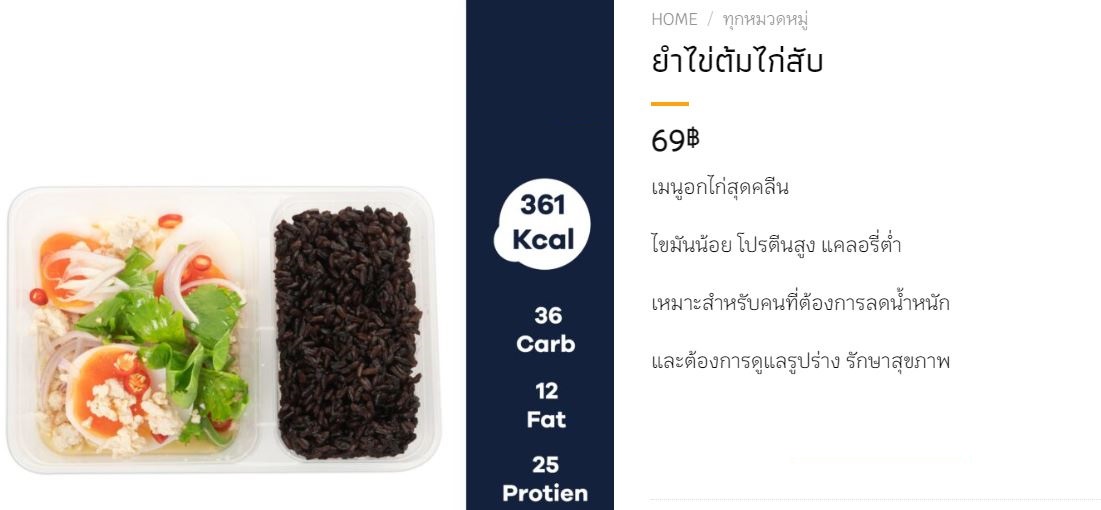 361
Kcal
36
Carb
12
Fat
25
Protien
HOME / ทุกหมวดหมู่
ยำไข่ต้มไก่สับ
69฿
เมนูอกไก่สุดคลีน
ไขมันน้อย โปรตีนสูง แคลอรี่ต่ำ
เหมาะสำหรับคนที่ต้องการลดน้ำหนัก
และต้องการดูแลรูปร่าง รักษาสุขภาพ